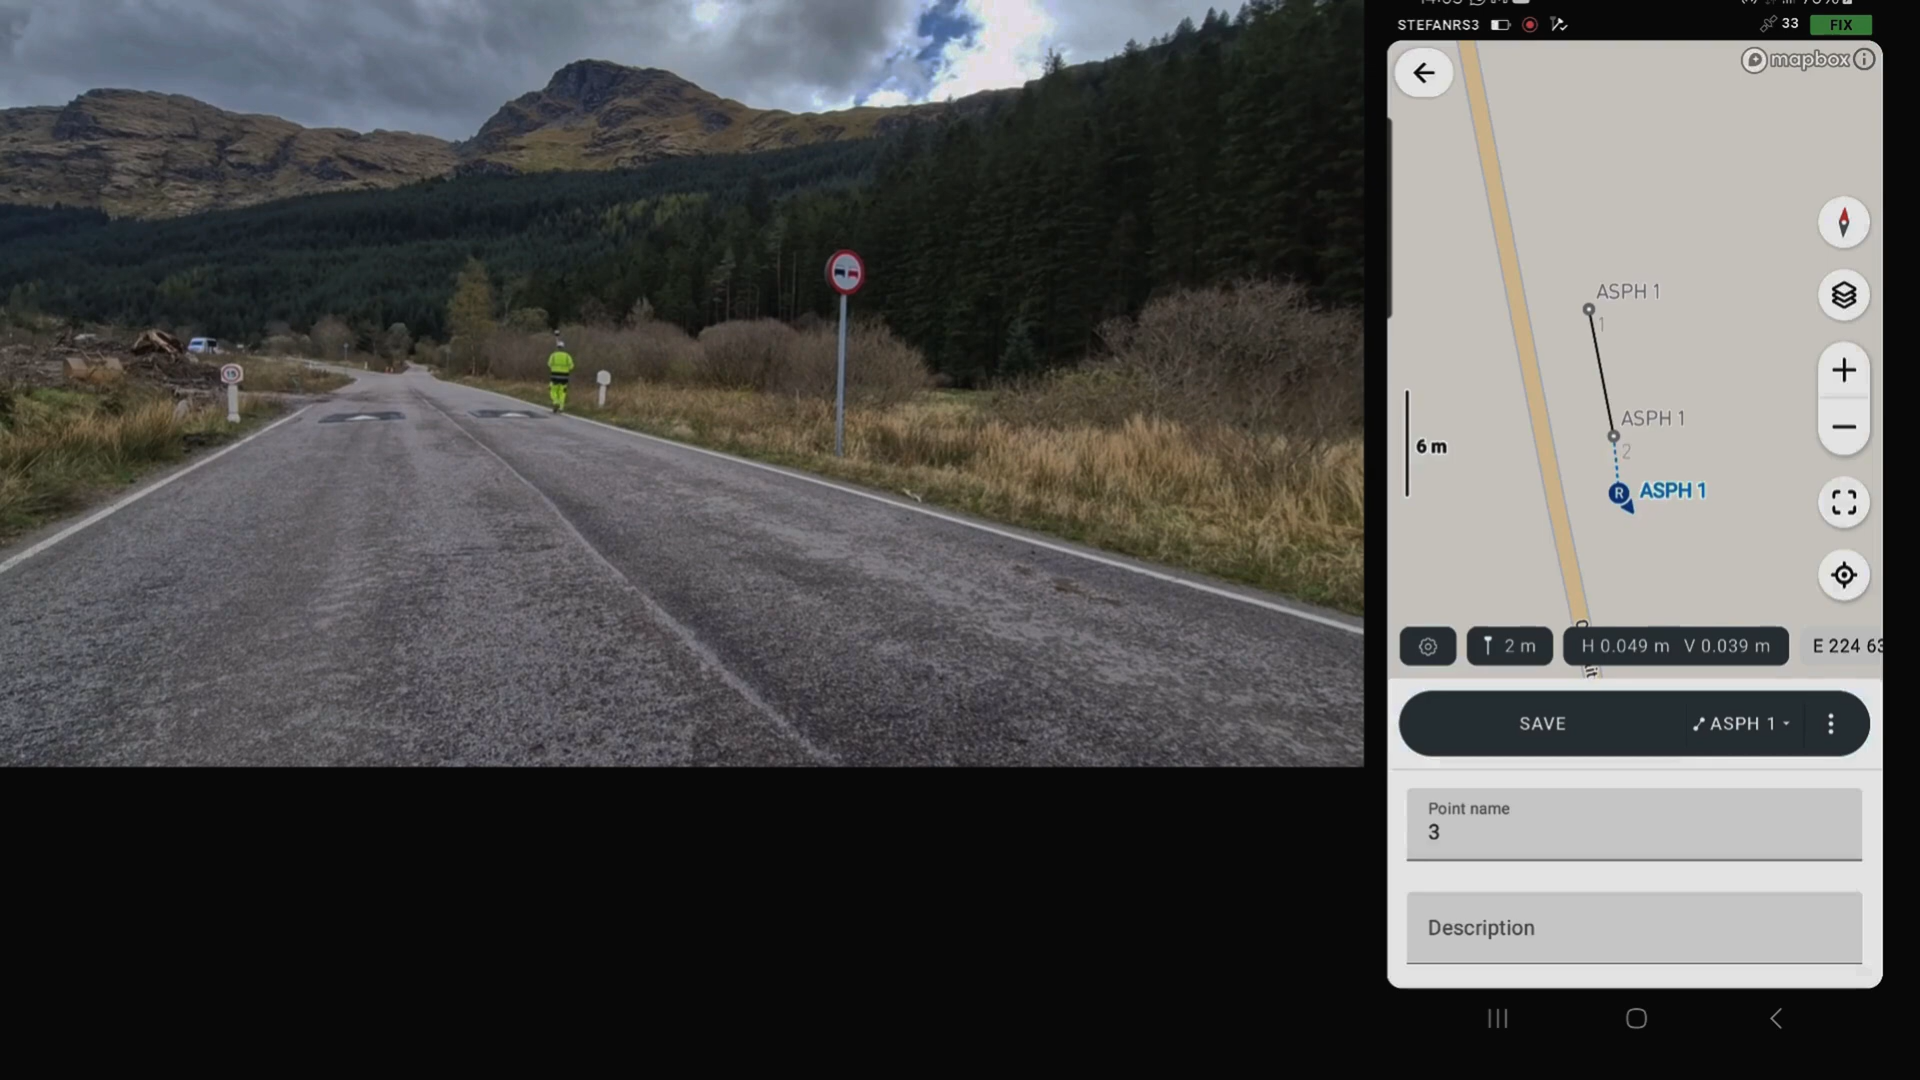 STEFANRS3
33
FIX
mapbox
ASPH 1
1
ASPH 1
2
R
ASPH 1
6 m
2 m
H 0.049 m V 0.039 m
E 224 63
SAVE
ASPH 1
Point name
3
Description
15